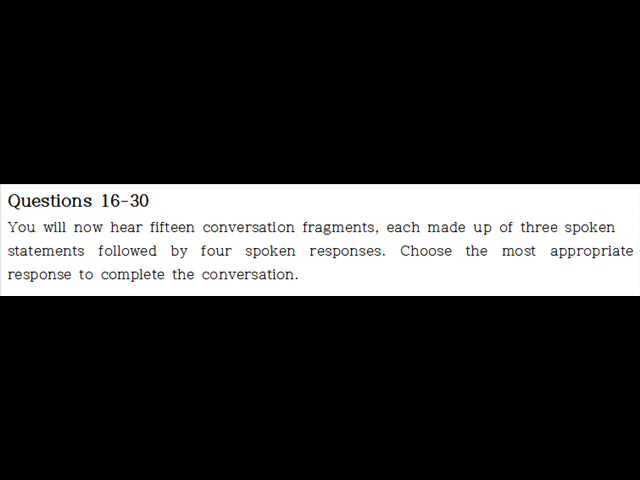 Questions 16-30
You will now hear fifteen conversation fragments, each made up of three spoken
statements followed by four spoken responses. Choose the most appropriate
response to complete the conversation.